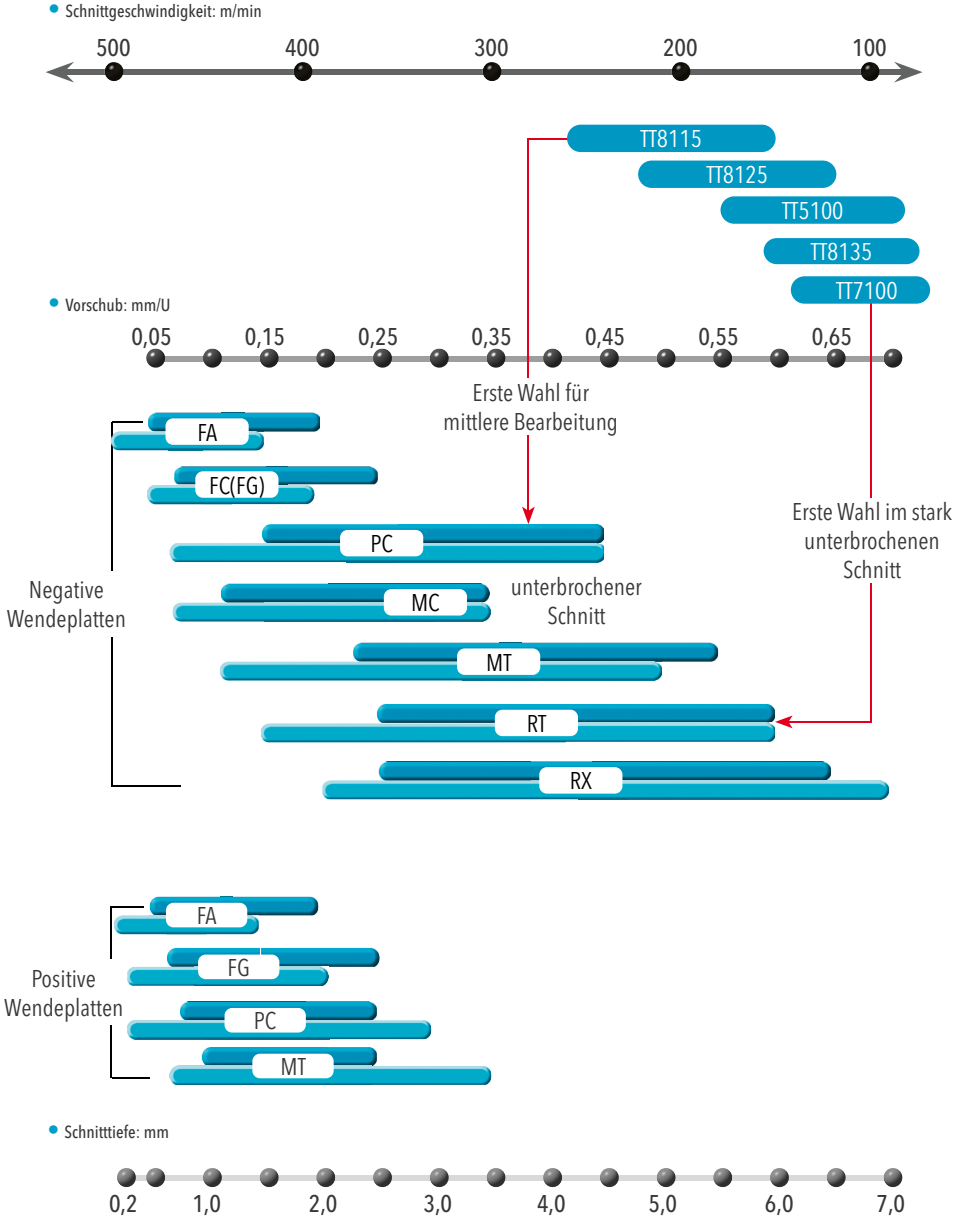 Schnittgeschwindigkeit: m/min
500 400 300 200 100
TT8115
TT8125
TT5100
TT8135
TT7100
Vorschub: mm/U
0,05 0,15 0,25 0,35 0,45 0,55 0,65
Erste Wahl für
mittlere Bearbeitung
FA
FC(FG)
PC
Erste Wahl im stark
unterbrochenen
Schnitt
Negative
Wendeplatten
MC
unterbrochener
Schnitt
MT
RT
RX
FA
FG
Positive
Wendeplatten
PC
MT
Schnitttiefe: mm
0,2 1,0 2,0 3,0 4,0 5,0 6,0 7,0